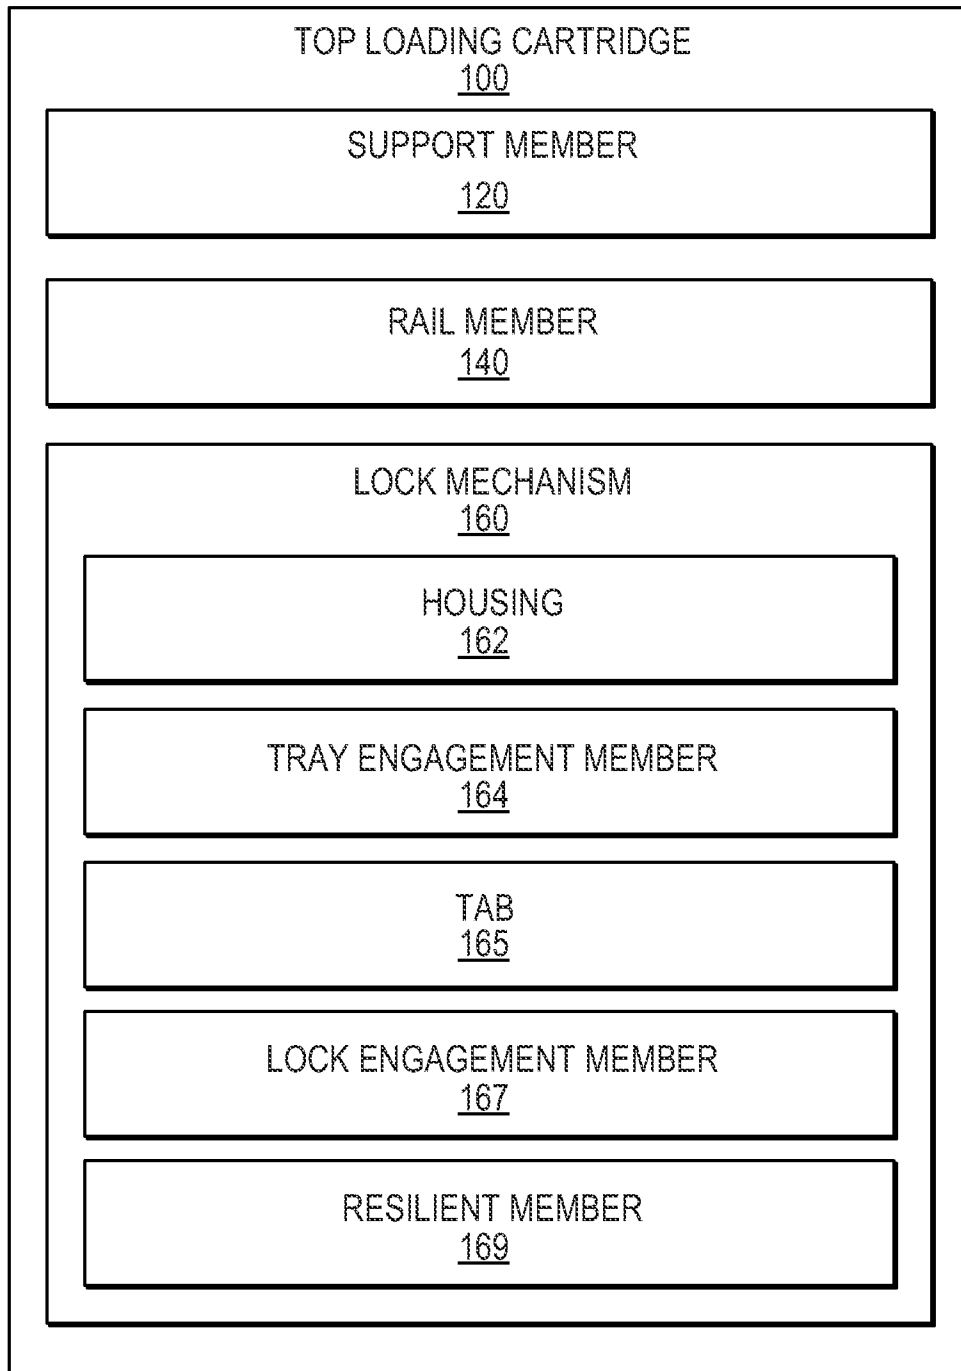 TOP LOADING CARTRIDGE
100
SUPPORT MEMBER
120
RAIL MEMBER
140
LOCK MECHANISM
160
HOUSING
162
TRAY ENGAGEMENT MEMBER
164
TAB
165
LOCK ENGAGEMENT MEMBER
167
RESILIENT MEMBER
169